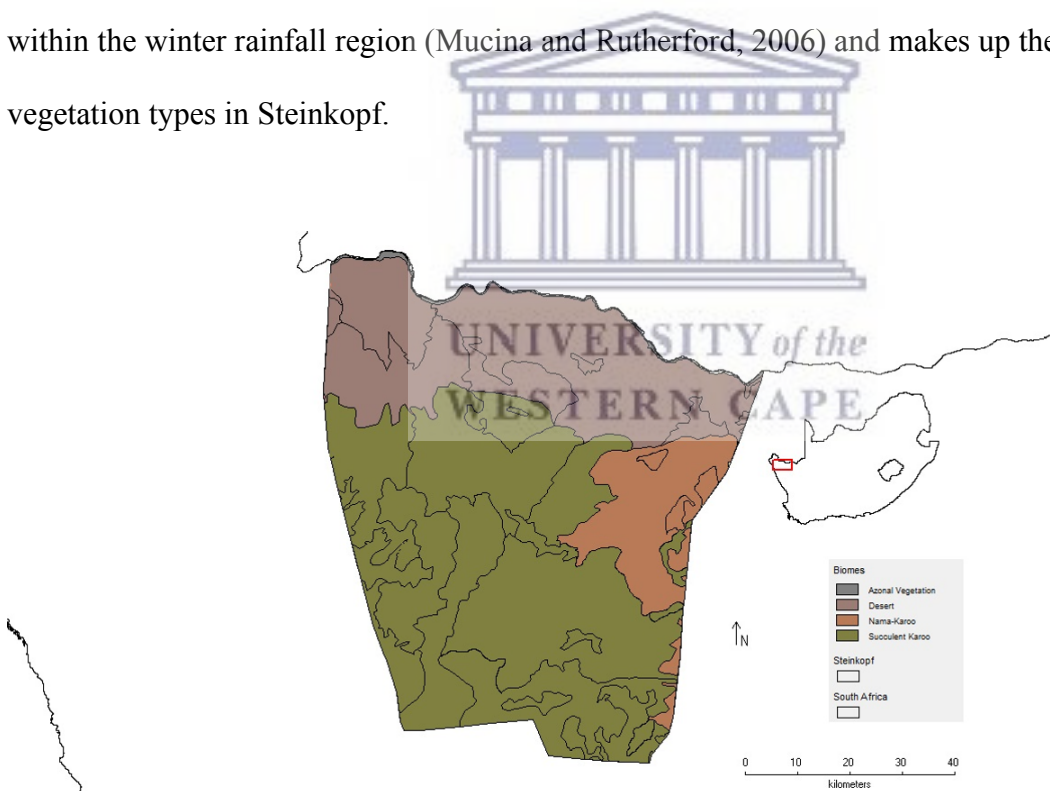 within the winter rainfall region (Mucina and Rutherford, 2006) and makes up the
vegetation types in Steinkopf.
UNIVERSITY of the
WESTERN CAPE
Biomes
Azonal Vegetation
Desert
Nama-Karoo
Succulent Karoo
Steinkopf
South Africa
N
0 10 20 30 40
kilometers